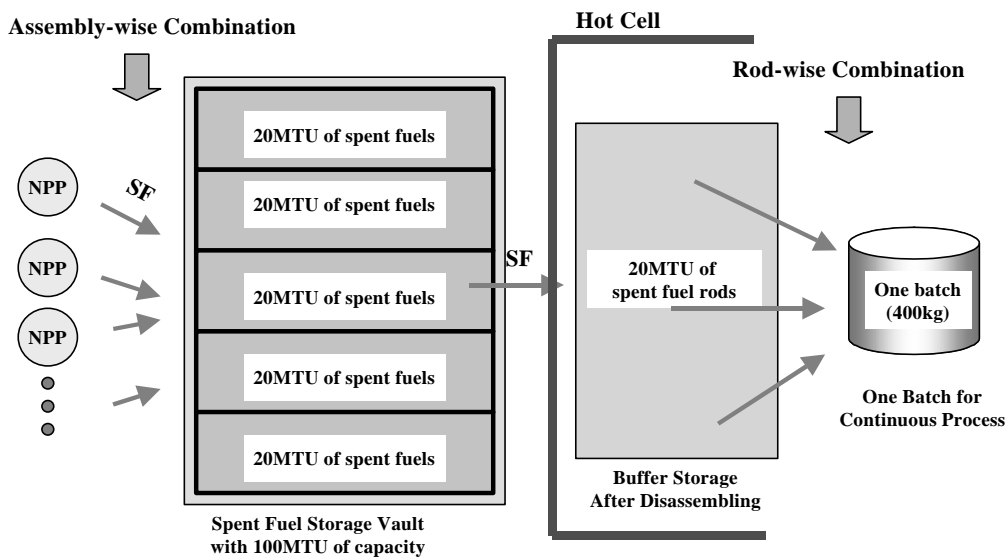 Assembly-wise Combination
NPP
NPP
NPP
SF
20MTU of spent fuels
20MTU of spent fuels
20MTU of spent fuels
20MTU of spent fuels
20MTU of spent fuels
Spent Fuel Storage Vault
with 100MTU of capacity
SF
Hot Cell
20MTU of
spent fuel rods
Buffer Storage
After Disassembling
Rod-wise Combination
One batch
(400kg)
One Batch for
Continuous Process